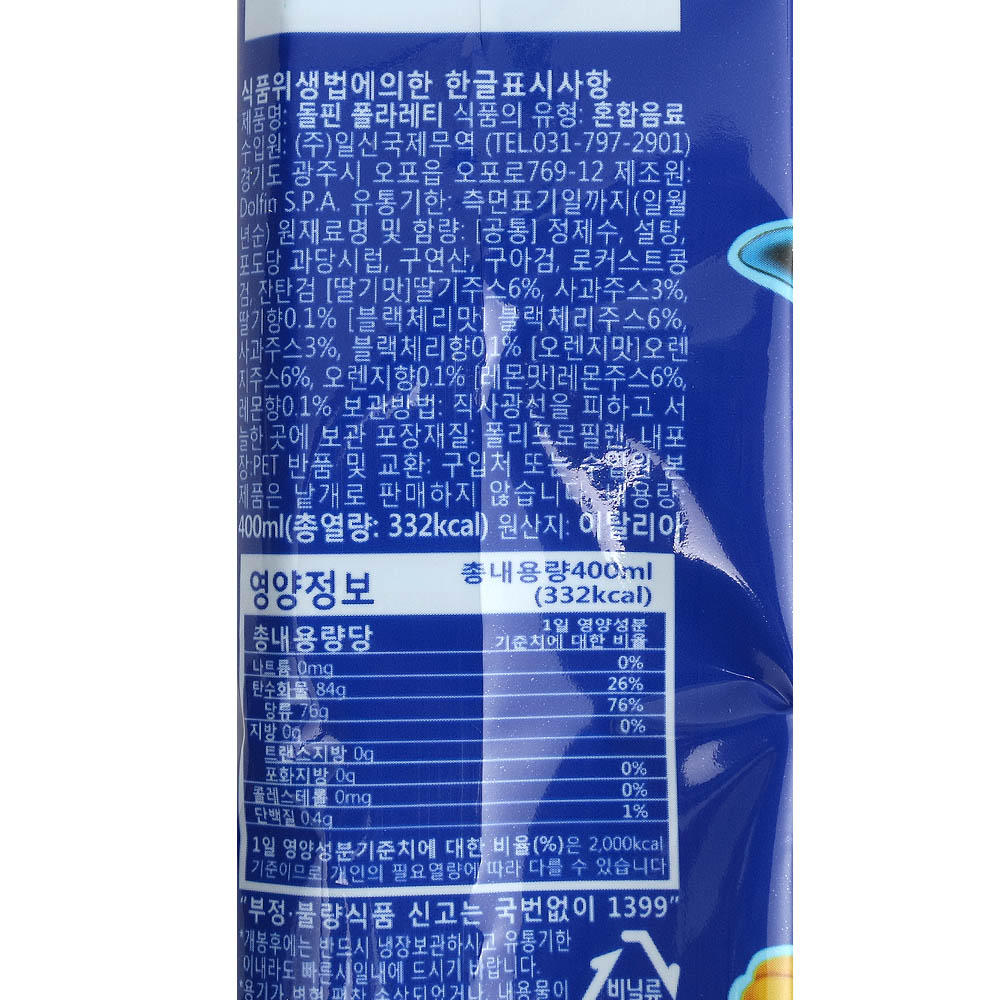 식품위생법에의한 한글표시사항
제품명: 돌핀 폴라레티 식품의 유형: 혼합음료
수입원: (주)일신국제무역 (TEL.031-797-2901)
경기도 광주시 오포읍 오포로769-12 제조원:
Dolfin S.P.A. 유통기한: 측면표기일까지(일월
년순) 원재료명 및 함량: [공통] 정제수, 설탕,
포도당 과당시럽, 구연산, 구아검, 로커스트콩
검, 잔탄검 [딸기맛]딸기주스6%, 사과주스3%,
딸기향0.1% [블랙체리맛] 블랙체리주스6%,
사과주스3%, 블랙체리향0.1% [오렌지맛]오렌
지주스6%, 오렌지향0.1% [레몬맛]레몬주스6%,
레몬향0.1% 보관방법: 직사광선을 피하고 서
늘한 곳에 보관 포장재질: 폴리프로필렌, 내포
장:PET 반품 및 교환: 구입처 또는 수입원 본
제품은 낱개로 판매하지 않습니다. 내용량:
400ml(총열량: 332kcal) 원산지: 이탈리아
영양정보 총내용량400ml
(332kcal)
총내용량당 1일 영양성분
기준치에 대한 비율
나트륨 0mg 0%
탄수화물 84g 26%
당류 76g 76%
지방 0g 0%
트랜스지방 0g
포화지방 0g 0%
콜레스테롤 0mg 0%
단백질 0.4g 1%
1일 영양성분기준치에 대한 비율(%)은 2,000kcal
기준이므로 개인의 필요열량에 따라 다를 수 있습니다
"부정·불량식품 신고는 국번없이 1399"
*개봉후에는 반드시 냉장보관하시고 유통기한
이내라도 빠른시일내에 드시기 바랍니다.
*용기가 변형, 팽창, 손상되었거나, 내용물이
비닐류